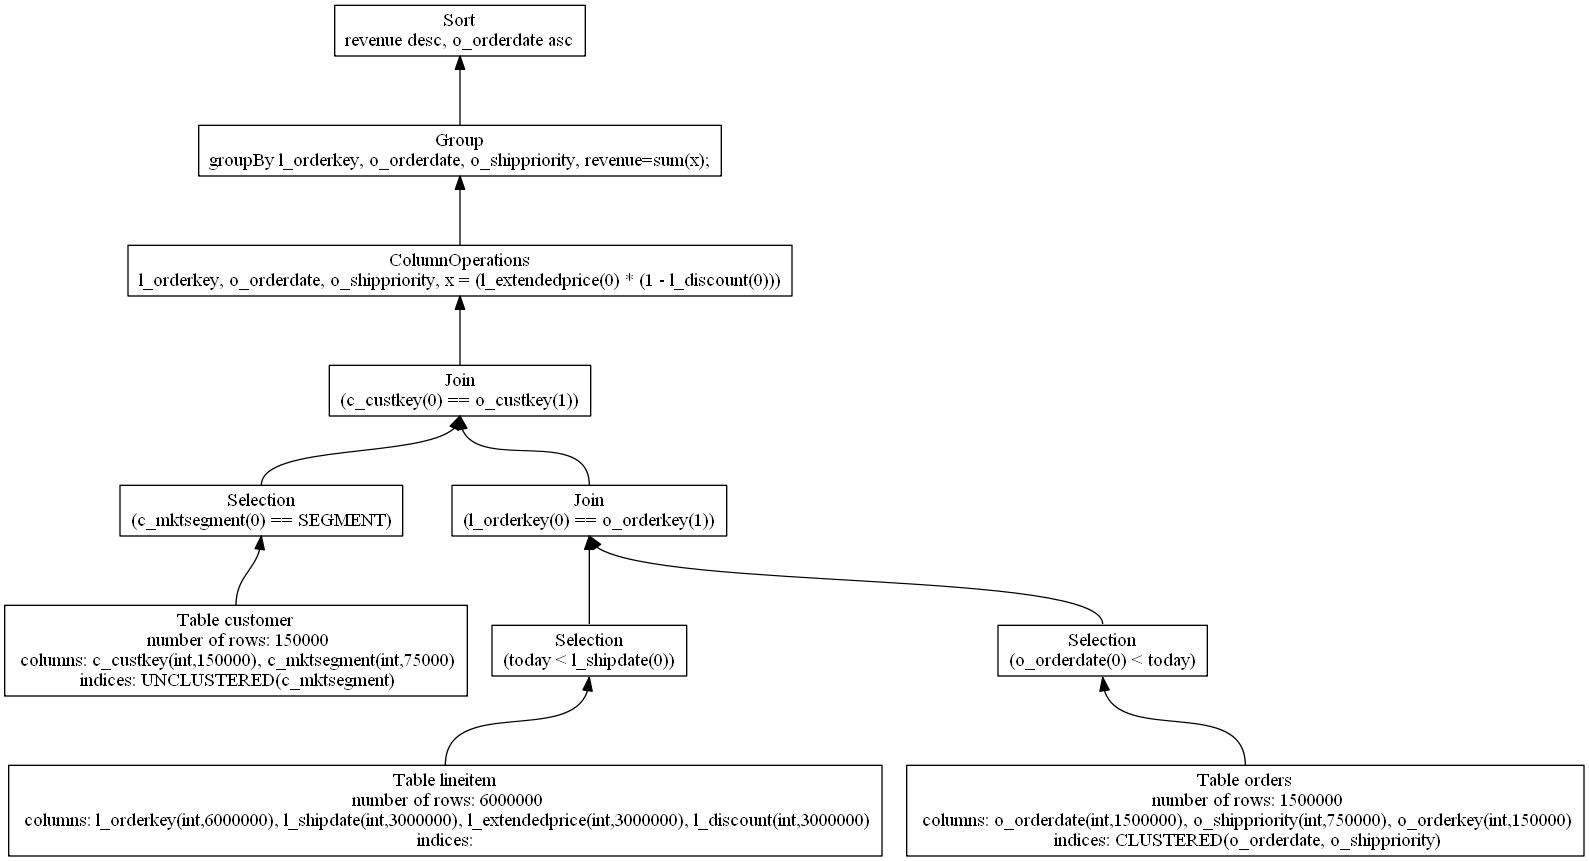 Sort
revenue desc, o_orderdate asc
Group
groupBy l_orderkey, o_orderdate, o_shippriority, revenue=sum(x);
ColumnOperations
l_orderkey, o_orderdate, o_shippriority, x = (l_extendedprice(0) * (1 - l_discount(0)))
Join
(c_custkey(0) == o_custkey(1))
Selection
(c_mktsegment(0) == SEGMENT)
Join
(l_orderkey(0) == o_orderkey(1))
Table customer
number of rows: 150000
columns: c_custkey(int,150000), c_mktsegment(int,75000)
indices: UNCLUSTERED(c_mktsegment)
Selection
(today < l_shipdate(0))
Selection
(o_orderdate(0) < today)
Table lineitem
number of rows: 6000000
columns: l_orderkey(int,6000000), l_shipdate(int,3000000), l_extendedprice(int,3000000), l_discount(int,3000000)
indices:
Table orders
number of rows: 1500000
columns: o_orderdate(int,1500000), o_shippriority(int,750000), o_orderkey(int,150000)
indices: CLUSTERED(o_orderdate, o_shippriority)